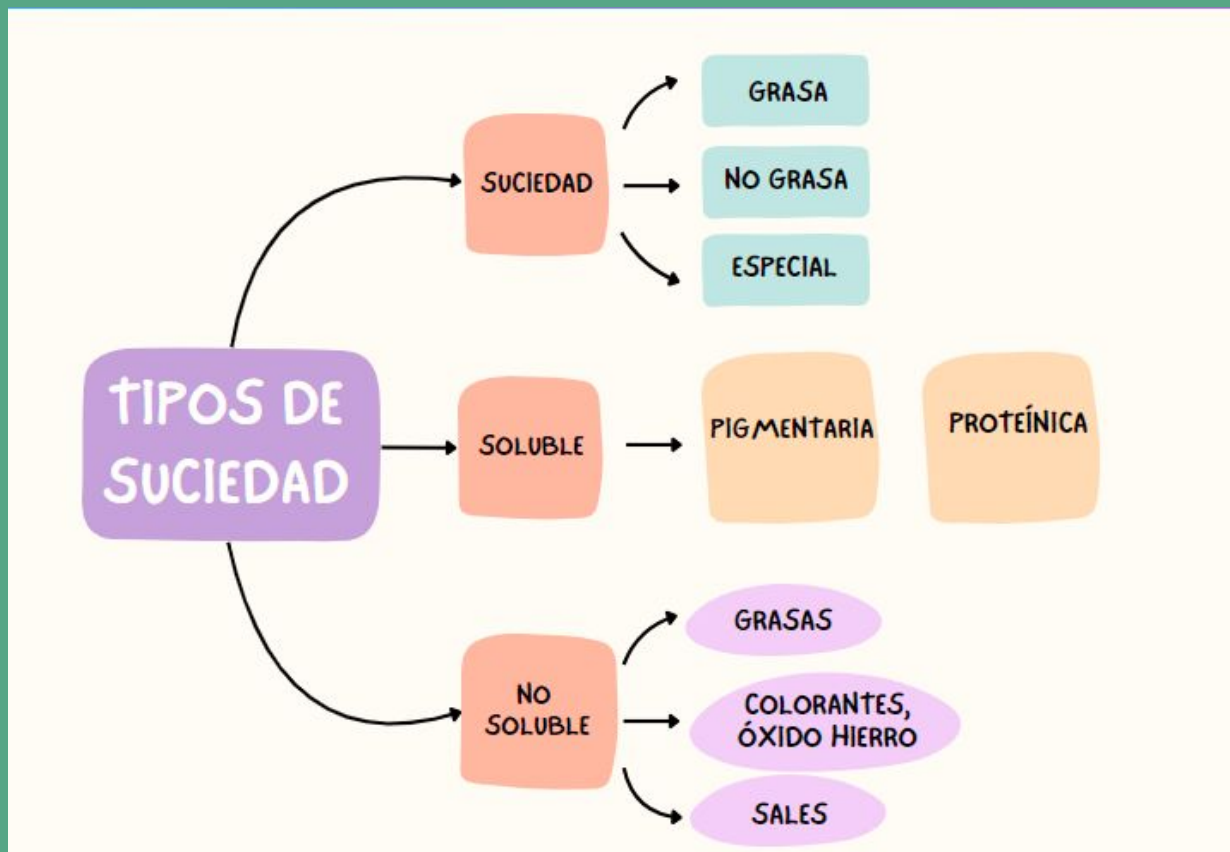 TIPOS DE
SUCIEDAD
SUCIEDAD
GRASA
NO GRASA
ESPECIAL
SOLUBLE
PIGMENTARIA
PROTEÍNICA
NO
SOLUBLE
GRASAS
COLORANTES,
ÓXIDO HIERRO
SALES